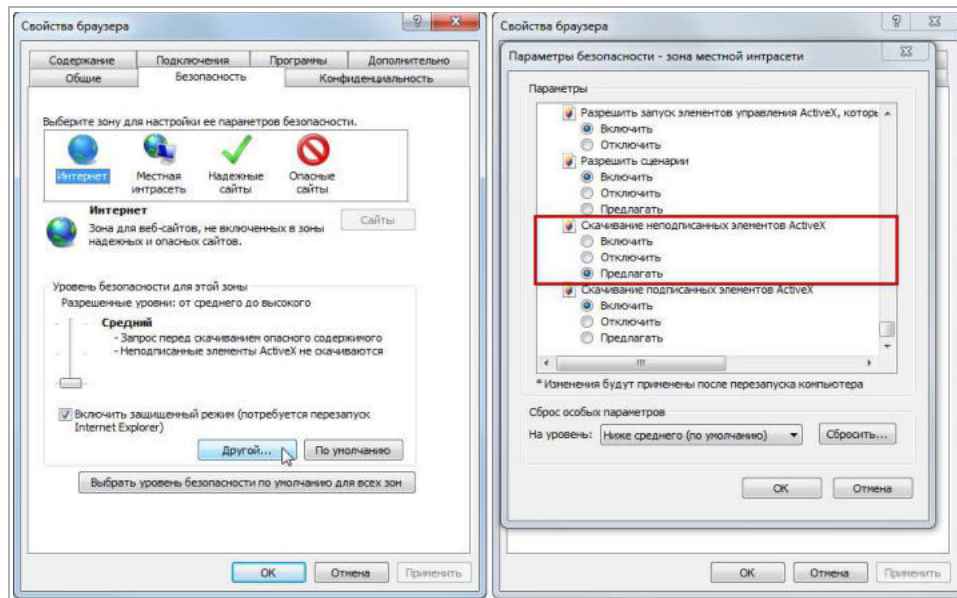 Свойства браузера
Содержание Подключения Программы Дополнительно
Общие Безопасность Конфиденциальность
Выберите зону для настройки ее параметров безопасности.
Интернет
Местная
интрасеть
Надежные
сайты
Опасные
сайты
Интернет
Зона для веб-сайтов, не включенных в зоны
надежных и опасных сайтов.
Сайты
Уровень безопасности для этой зоны
Разрешенные уровни: от среднего до высокого
Средний
- Запрос перед скачиванием опасного содержимого
- Неподписанные элементы ActiveX не скачиваются
Включить защищенный режим (потребуется перезапуск
Internet Explorer)
Другой... По умолчанию
Выбрать уровень безопасности по умолчанию для всех зон
OK Отмена Применить
Свойства браузера
Параметры безопасности - зона местной интрасети
Параметры
Разрешить запуск элементов управления ActiveX, которы
Включить
Отключить
Разрешить сценарии
Включить
Отключить
Предлагать
Скачивание неподписанных элементов ActiveX
Включить
Отключить
Предлагать
Скачивание подписанных элементов ActiveX
Включить
Отключить
Предлагать
* Изменения будут применены после перезапуска компьютера
Сброс особых параметров
На уровень: Ниже среднего (по умолчанию) Сбросить...
OK Отмена
OK Отмена Применить